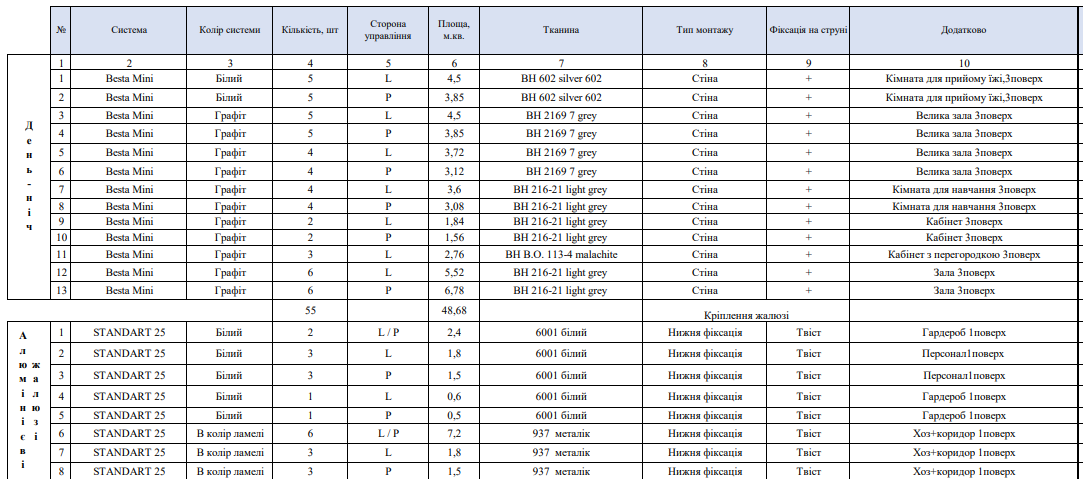 № Система Колір системи Кількість, шт Сторона управління Площа, м.кв. Тканина Тип монтажу Фіксація на струні Додатково
День-ніч
1 2 3 4 5 6 7 8 9 10
1 Besta Mini Білий 5 L 4,5 ВН 602 silver 602 Стіна + Кімната для прийому їжі,3поверх
2 Besta Mini Білий 5 P 3,85 ВН 602 silver 602 Стіна + Кімната для прийому їжі,3поверх
3 Besta Mini Графіт 5 L 4,5 ВН 2169 7 grey Стіна + Велика зала 3поверх
4 Besta Mini Графіт 5 P 3,85 ВН 2169 7 grey Стіна + Велика зала 3поверх
5 Besta Mini Графіт 4 L 3,72 ВН 2169 7 grey Стіна + Велика зала 3поверх
6 Besta Mini Графіт 4 P 3,12 ВН 2169 7 grey Стіна + Велика зала 3поверх
7 Besta Mini Графіт 4 L 3,6 ВН 216-21 light grey Стіна + Кімната для навчання 3поверх
8 Besta Mini Графіт 4 P 3,08 ВН 216-21 light grey Стіна + Кімната для навчання 3поверх
9 Besta Mini Графіт 2 L 1,84 ВН 216-21 light grey Стіна + Кабінет 3поверх
10 Besta Mini Графіт 2 P 1,56 ВН 216-21 light grey Стіна + Кабінет 3поверх
11 Besta Mini Графіт 3 L 2,76 ВН В.О. 113-4 malachite Стіна + Кабінет з перегородкою 3поверх
12 Besta Mini Графіт 6 L 5,52 ВН 216-21 light grey Стіна + Зала 3поверх
13 Besta Mini Графіт 6 P 6,78 ВН 216-21 light grey Стіна + Зала 3поверх
55 48,68 Кріплення жалюзі
Алюмінієві жалюзі
1 STANDART 25 Білий 2 L / P 2,4 6001 білий Нижня фіксація Твіст Гардероб 1поверх
2 STANDART 25 Білий 3 L 1,8 6001 білий Нижня фіксація Твіст Персонал1поверх
3 STANDART 25 Білий 3 P 1,5 6001 білий Нижня фіксація Твіст Персонал1поверх
4 STANDART 25 Білий 1 L 0,6 6001 білий Нижня фіксація Твіст Гардероб 1поверх
5 STANDART 25 Білий 1 P 0,5 6001 білий Нижня фіксація Твіст Гардероб 1поверх
6 STANDART 25 В колір ламелі 6 L / P 7,2 937 металік Нижня фіксація Твіст Хоз+коридор 1поверх
7 STANDART 25 В колір ламелі 3 L 1,8 937 металік Нижня фіксація Твіст Хоз+коридор 1поверх
8 STANDART 25 В колір ламелі 3 P 1,5 937 металік Нижня фіксація Твіст Хоз+коридор 1поверх